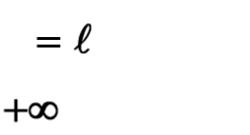 = ℓ
+∞